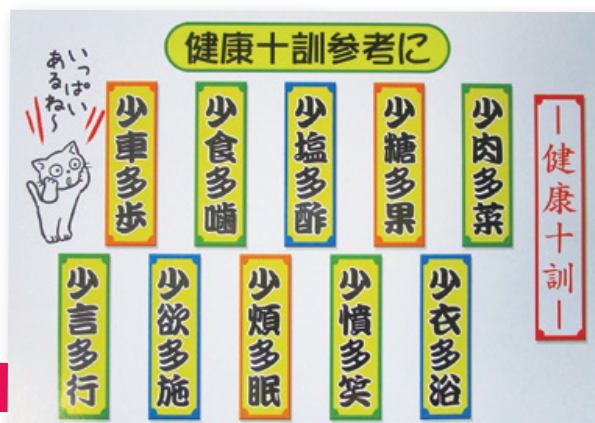 健康十訓参考に
いっぱい
あるね〜
ー健康十訓ー
少肉多菜
少糖多果
少塩多酢
少食多噛
少車多歩
少衣多浴
少憤多笑
少煩多眠
少欲多施
少言多行